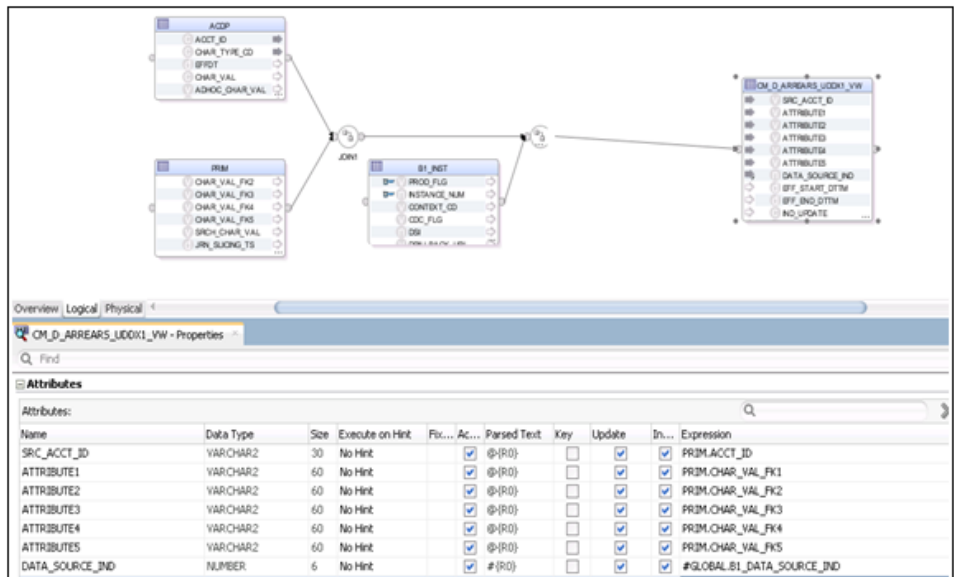 ACDP
ACCT_ID
CHAR_TYPE_CD
EFFDT
CHAR_VAL
ADHOC_CHAR_VAL
CM_D_ARREARS_UDDX1_VW
SRC_ACCT_ID
ATTRIBUTE1
ATTRIBUTE2
ATTRIBUTE3
ATTRIBUTE4
ATTRIBUTE5
DATA_SOURCE_IND
EFF_START_DTTM
EFF_END_DTTM
IND_UPDATE
...
JOIN1
PRIM
CHAR_VAL_FK2
CHAR_VAL_FK3
CHAR_VAL_FK4
CHAR_VAL_FK5
SRCH_CHAR_VAL
JRN_SLICING_TS
B1_INST
PROD_FLG
INSTANCE_NUM
CONTEXT_CD
CDC_FLG
DSI
Overview Logical Physical
CM_D_ARREARS_UDDX1_VW - Properties
Find
Attributes
Attributes:
Name Data Type Size Execute on Hint Fix... Ac... Parsed Text Key Update In... Expression
SRC_ACCT_ID VARCHAR2 30 No Hint @{R0} PRIM.ACCT_ID
ATTRIBUTE1 VARCHAR2 60 No Hint @{R0} PRIM.CHAR_VAL_FK1
ATTRIBUTE2 VARCHAR2 60 No Hint @{R0} PRIM.CHAR_VAL_FK2
ATTRIBUTE3 VARCHAR2 60 No Hint @{R0} PRIM.CHAR_VAL_FK3
ATTRIBUTE4 VARCHAR2 60 No Hint @{R0} PRIM.CHAR_VAL_FK4
ATTRIBUTE5 VARCHAR2 60 No Hint @{R0} PRIM.CHAR_VAL_FK5
DATA_SOURCE_IND NUMBER 6 No Hint #{R0} #GLOBAL.B1_DATA_SOURCE_IND